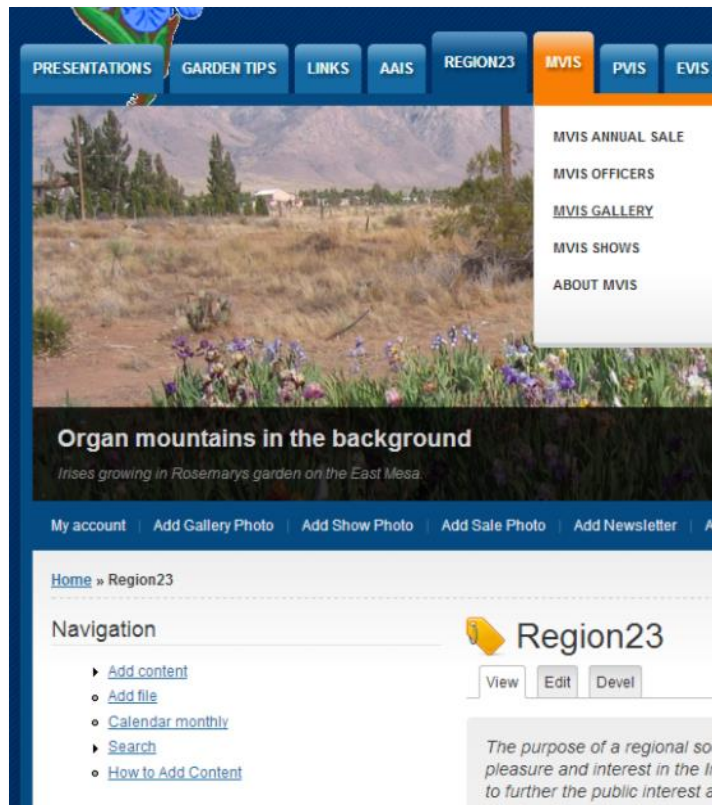 PRESENTATIONS GARDEN TIPS LINKS AAIS REGION23 MVIS PVIS EVIS
MVIS ANNUAL SALE
MVIS OFFICERS
MVIS GALLERY
MVIS SHOWS
ABOUT MVIS
Organ mountains in the background
Irises growing in Rosemarys garden on the East Mesa.
My account Add Gallery Photo Add Show Photo Add Sale Photo Add Newsletter A
Home » Region23
Navigation
Add content
Add file
Calendar monthly
Search
How to Add Content
Region23
View Edit Devel
The purpose of a regional so
pleasure and interest in the I
to further the public interest a